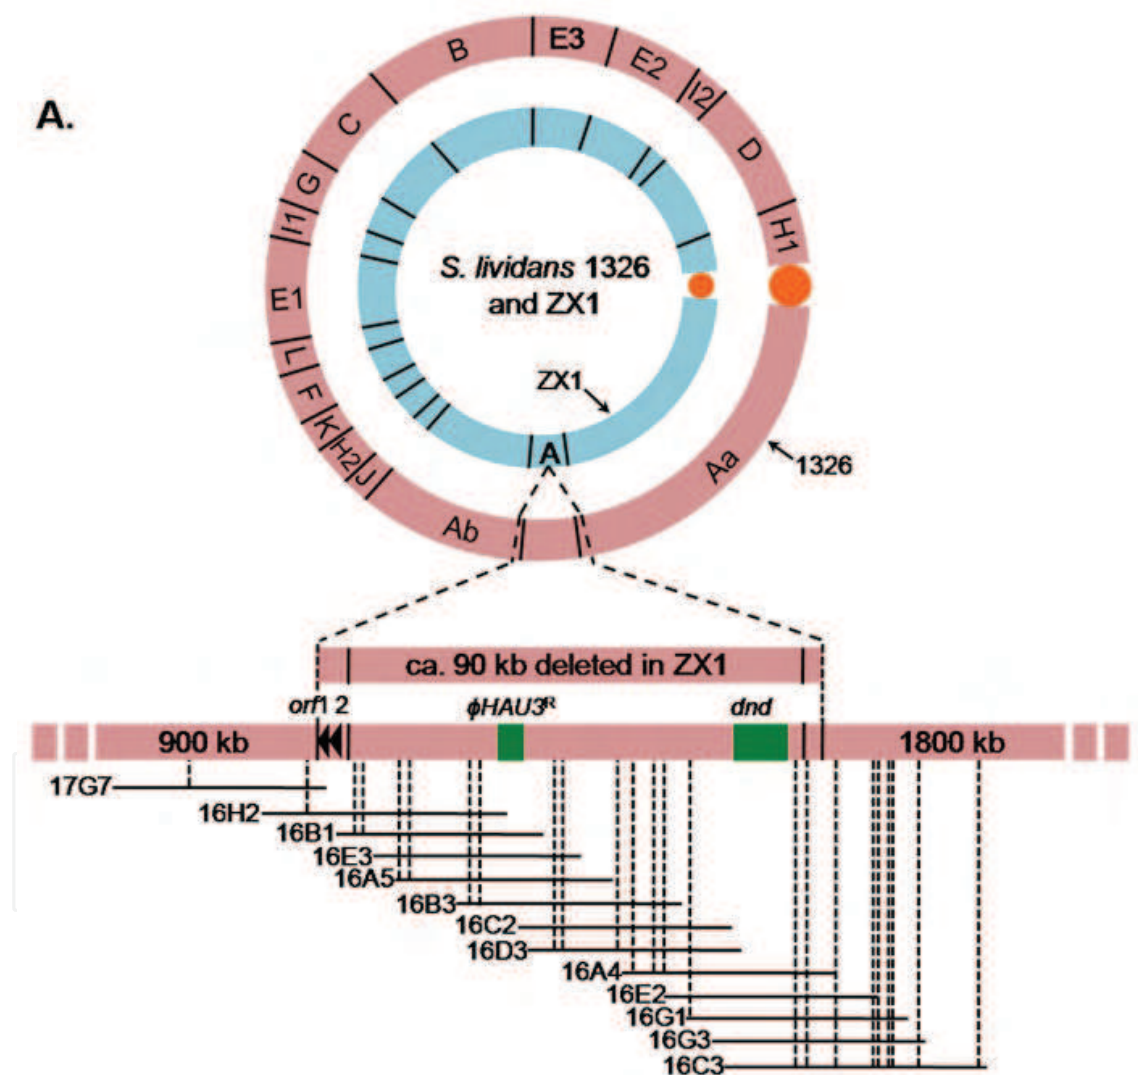 A.
B
E3
E2
I2
D
H1
C
G
I1
E1
L
F
K
H2
J
Ab
Aa
S. lividans 1326
and ZX1
ZX1
A
1326
ca. 90 kb deleted in ZX1
orf1 2
ϕHAU3ᴿ
dnd
900 kb
1800 kb
17G7
16H2
16B1
16E3
16A5
16B3
16C2
16D3
16A4
16E2
16G1
16G3
16C3